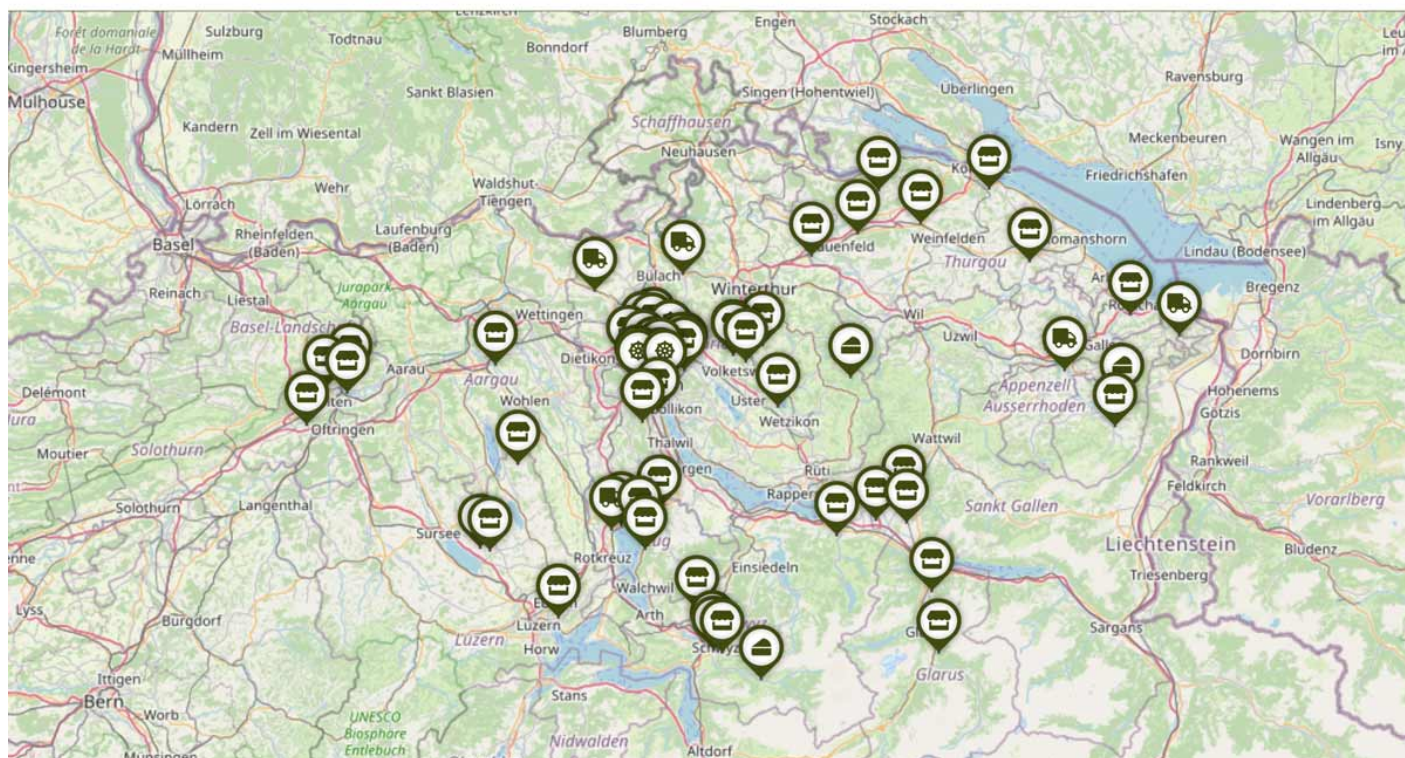 Forêt domaniale
de la Hardt
Sulzburg
Todtnau
Blumberg
Engen
Stockach
Müllheim
Bonndorf
Kingersheim
Mulhouse
Sankt Blasien
Singen (Hohentwiel)
Überlingen
Ravensburg
Kandern
Zell im Wiesental
Schaffhausen
Neuhausen
Meckenbeuren
Wangen im
Allgäu
Isny
Lörrach
Wehr
Waldshut-
Tiengen
Friedrichshafen
Lindenberg
im Allgäu
Basel
Rheinfelden
(Baden)
Laufenburg
(Baden)
Weinfelden
Lindau (Bodensee)
Reinach
Liestal
Jurapark
Aargau
Bülach
Thurgau
Bregenz
Basel-Landsch
Wettingen
Winterthur
Wil
Uzwil
Dornbirn
Delémont
Aarau
Aargau
Dietikon
Volketsw
Appenzell
Ausserrhoden
Hohenems
Götzis
Wohlen
Uster
Wetzikon
Oftringen
Solothurn
Moutier
Thalwil
Wattwil
Rankweil
Feldkirch
Rüti
Solothurn
Langenthal
Sankt Gallen
Vorarlberg
Sursee
Liechtenstein
Bludenz
Rotkreuz
Einsiedeln
Triesenberg
Walchwil
Arth
Lyss
Burgdorf
Luzern
Luzern
Horw
Sargans
Glarus
Ittigen
Bern
Worb
Stans
UNESCO
Biosphäre
Entlebuch
Nidwalden
Altdorf